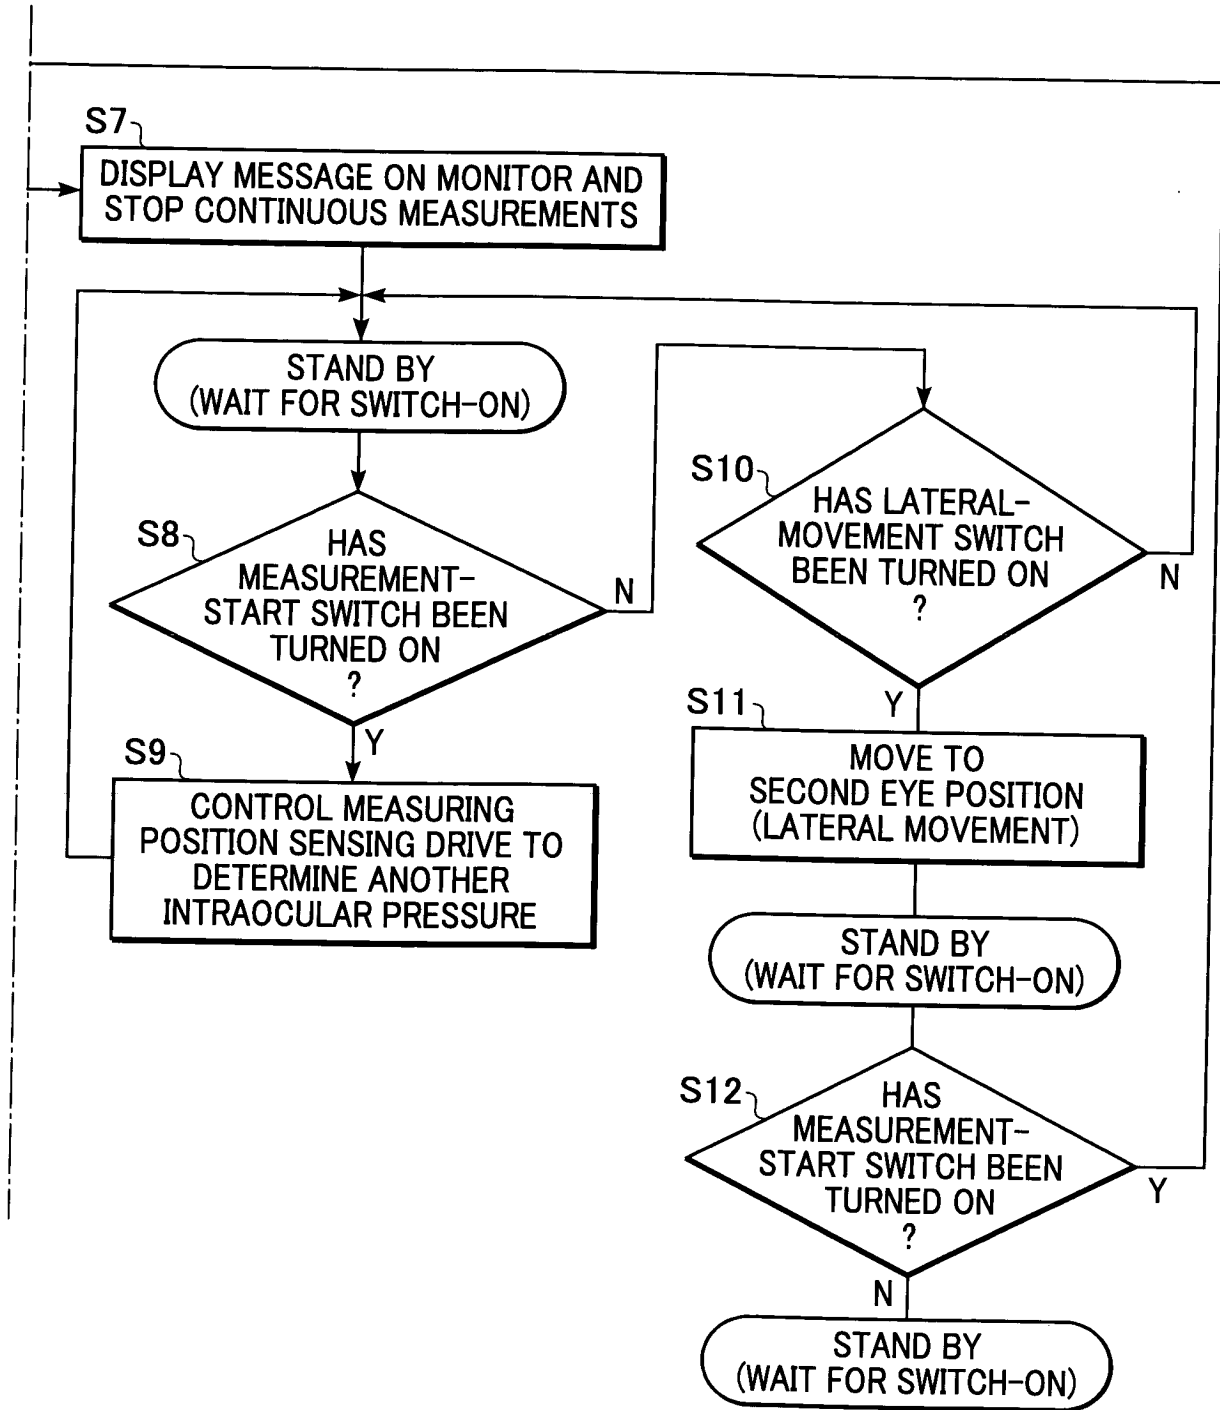 S7
DISPLAY MESSAGE ON MONITOR AND
STOP CONTINUOUS MEASUREMENTS
STAND BY
(WAIT FOR SWITCH-ON)
S8
HAS
MEASUREMENT-
START SWITCH BEEN
TURNED ON
?
N
Y
S9
CONTROL MEASURING
POSITION SENSING DRIVE TO
DETERMINE ANOTHER
INTRAOCULAR PRESSURE
S10
HAS LATERAL-
MOVEMENT SWITCH
BEEN TURNED ON
?
N
Y
S11
MOVE TO
SECOND EYE POSITION
(LATERAL MOVEMENT)
STAND BY
(WAIT FOR SWITCH-ON)
S12
HAS
MEASUREMENT-
START SWITCH BEEN
TURNED ON
?
Y
N
STAND BY
(WAIT FOR SWITCH-ON)